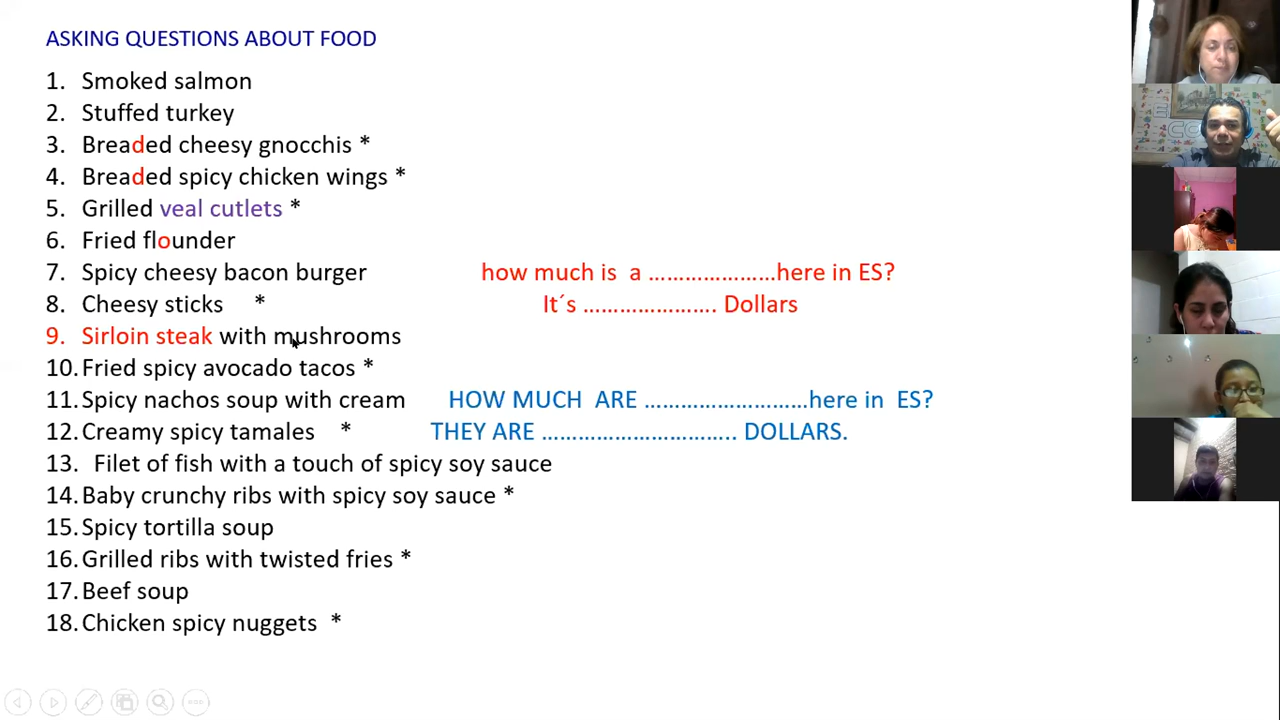 ASKING QUESTIONS ABOUT FOOD
1. Smoked salmon
2. Stuffed turkey
3. Breaded cheesy gnocchis *
4. Breaded spicy chicken wings *
5. Grilled veal cutlets *
6. Fried flounder
7. Spicy cheesy bacon burger how much is a …………………here in ES?
8. Cheesy sticks * It´s …………………. Dollars
9. Sirloin steak with mushrooms
10. Fried spicy avocado tacos *
11. Spicy nachos soup with cream HOW MUCH ARE ………………………here in ES?
12. Creamy spicy tamales * THEY ARE ………………………….. DOLLARS.
13. Filet of fish with a touch of spicy soy sauce
14. Baby crunchy ribs with spicy soy sauce *
15. Spicy tortilla soup
16. Grilled ribs with twisted fries *
17. Beef soup
18. Chicken spicy nuggets *